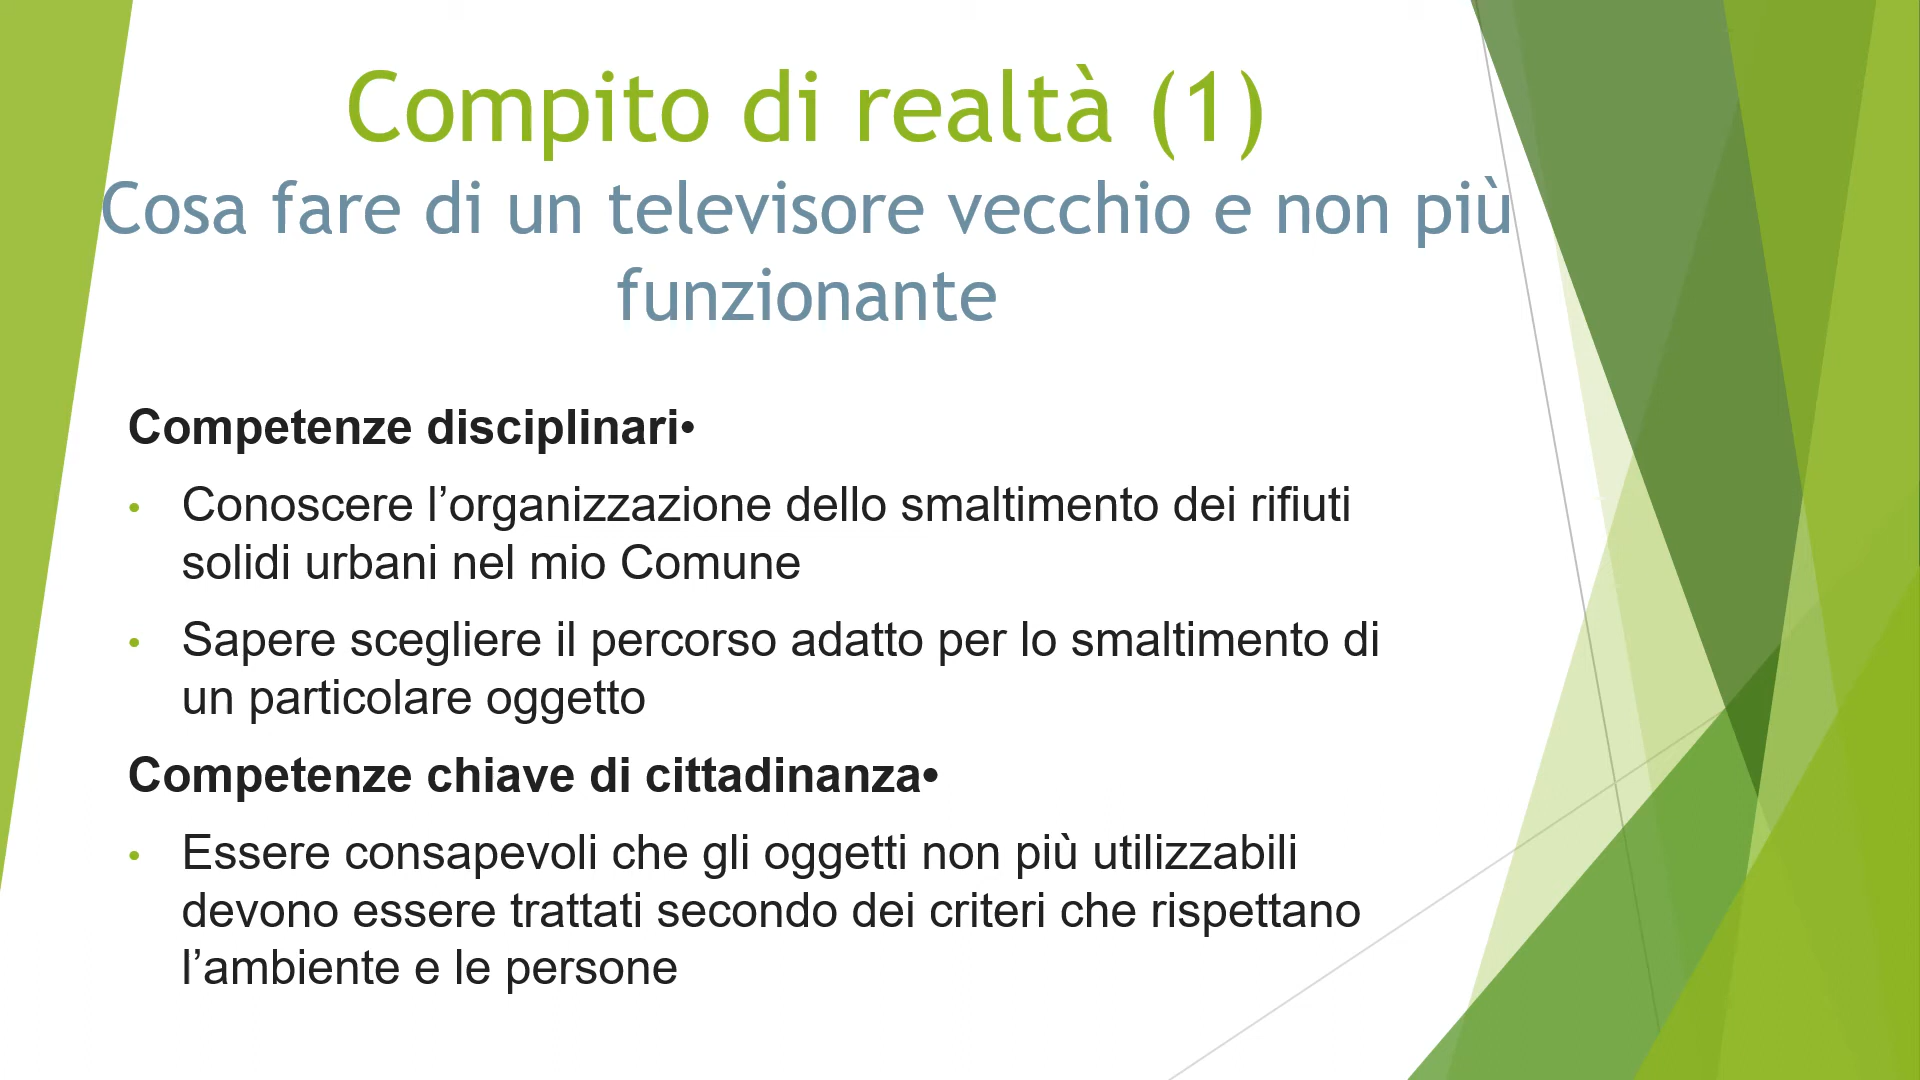 Compito di realtà (1)
Cosa fare di un televisore vecchio e non più
funzionante
Competenze disciplinari•
• Conoscere l’organizzazione dello smaltimento dei rifiuti
solidi urbani nel mio Comune
• Sapere scegliere il percorso adatto per lo smaltimento di
un particolare oggetto
Competenze chiave di cittadinanza•
• Essere consapevoli che gli oggetti non più utilizzabili
devono essere trattati secondo dei criteri che rispettano
l’ambiente e le persone